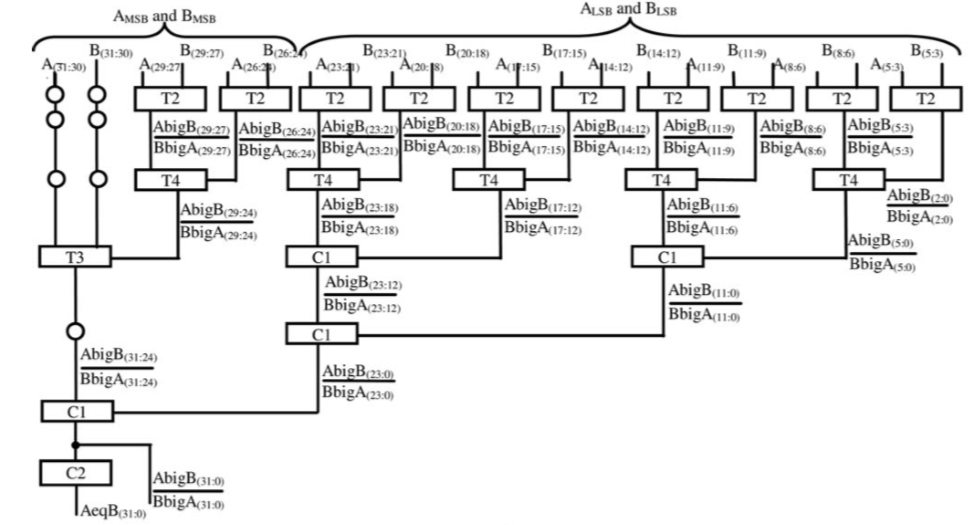 AMSB and BMSB
ALSB and BLSB
B(31:30) B(29:27) B(26:24) B(23:21) B(20:18) B(17:15) B(14:12) B(11:9) B(8:6) B(5:3)
A(31:30) A(29:27) A(26:24) A(23:21) A(20:18) A(17:15) A(14:12) A(11:9) A(8:6) A(5:3)
T2 T2 T2 T2 T2 T2 T2 T2 T2 T2
AbigB(29:27) AbigB(26:24) AbigB(23:21) AbigB(20:18) AbigB(17:15) AbigB(14:12) AbigB(11:9) AbigB(8:6) AbigB(5:3)
BbigA(29:27) BbigA(26:24) BbigA(23:21) BbigA(20:18) BbigA(17:15) BbigA(14:12) BbigA(11:9) BbigA(8:6) BbigA(5:3)
T4 T4 T4 T4 T4
AbigB(2:0)
BbigA(2:0)
AbigB(29:24) AbigB(23:18) AbigB(17:12) AbigB(11:6)
BbigA(29:24) BbigA(23:18) BbigA(17:12) BbigA(11:6)
AbigB(5:0)
BbigA(5:0)
T3 C1 C1
AbigB(23:12) AbigB(11:0)
BbigA(23:12) BbigA(11:0)
C1
AbigB(31:24)
BbigA(31:24)
AbigB(23:0)
BbigA(23:0)
C1
C2
AbigB(31:0)
BbigA(31:0)
AeqB(31:0)